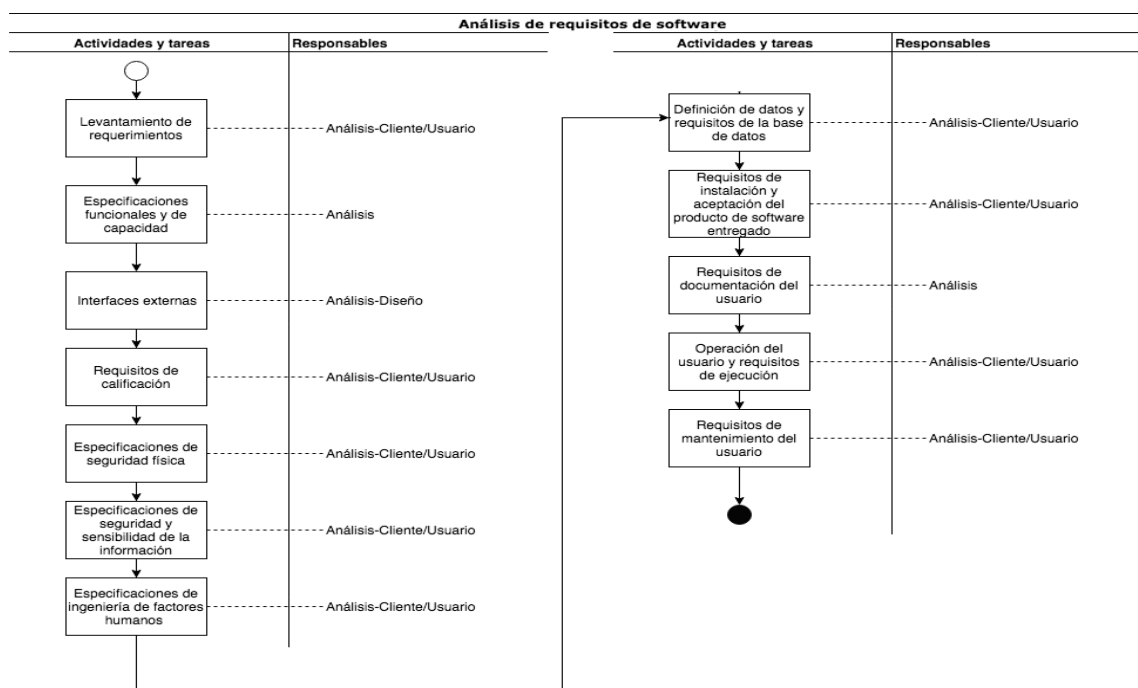 Análisis de requisitos de software
Actividades y tareas
Responsables
Levantamiento de
requerimientos
Análisis-Cliente/Usuario
Especificaciones
funcionales y de
capacidad
Análisis
Interfaces externas
Análisis-Diseño
Requisitos de
calificación
Análisis-Cliente/Usuario
Especificaciones de
seguridad física
Análisis-Cliente/Usuario
Especificaciones de
seguridad y
sensibilidad de la
información
Análisis-Cliente/Usuario
Especificaciones de
ingeniería de factores
humanos
Análisis-Cliente/Usuario
Actividades y tareas
Responsables
Definición de datos y
requisitos de la base
de datos
Análisis-Cliente/Usuario
Requisitos de
instalación y
aceptación del
producto de software
entregado
Análisis-Cliente/Usuario
Requisitos de
documentación del
usuario
Análisis
Operación del
usuario y requisitos
de ejecución
Análisis-Cliente/Usuario
Requisitos de
mantenimiento del
usuario
Análisis-Cliente/Usuario